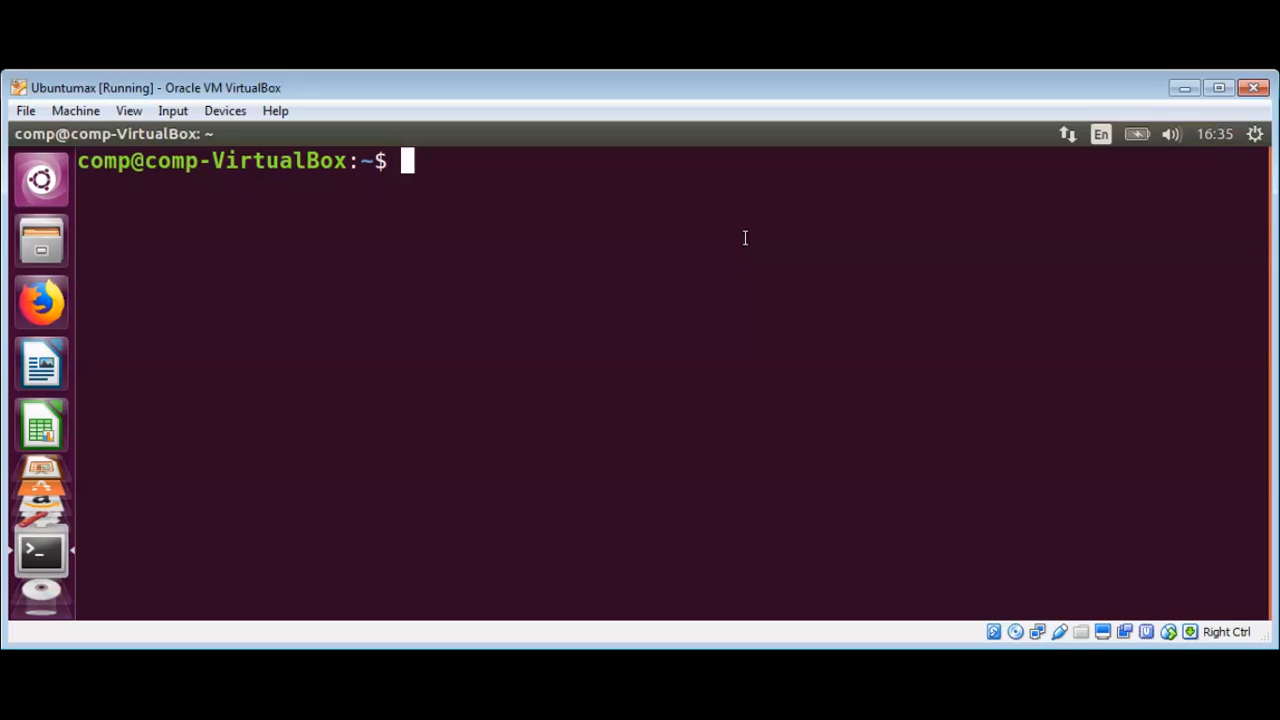 Ubuntumax [Running] - Oracle VM VirtualBox
File Machine View Input Devices Help
comp@comp-VirtualBox: ~ En 16:35
comp@comp-VirtualBox:~$
Right Ctrl